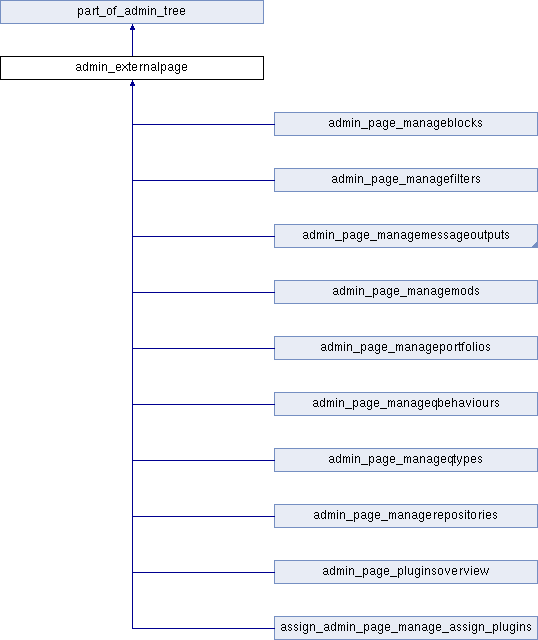 part_of_admin_tree
admin_externalpage
admin_page_manageblocks
admin_page_managefilters
admin_page_managemessageoutputs
admin_page_managemods
admin_page_manageportfolios
admin_page_manageqbehaviours
admin_page_manageqtypes
admin_page_managerepositories
admin_page_pluginsoverview
assign_admin_page_manage_assign_plugins